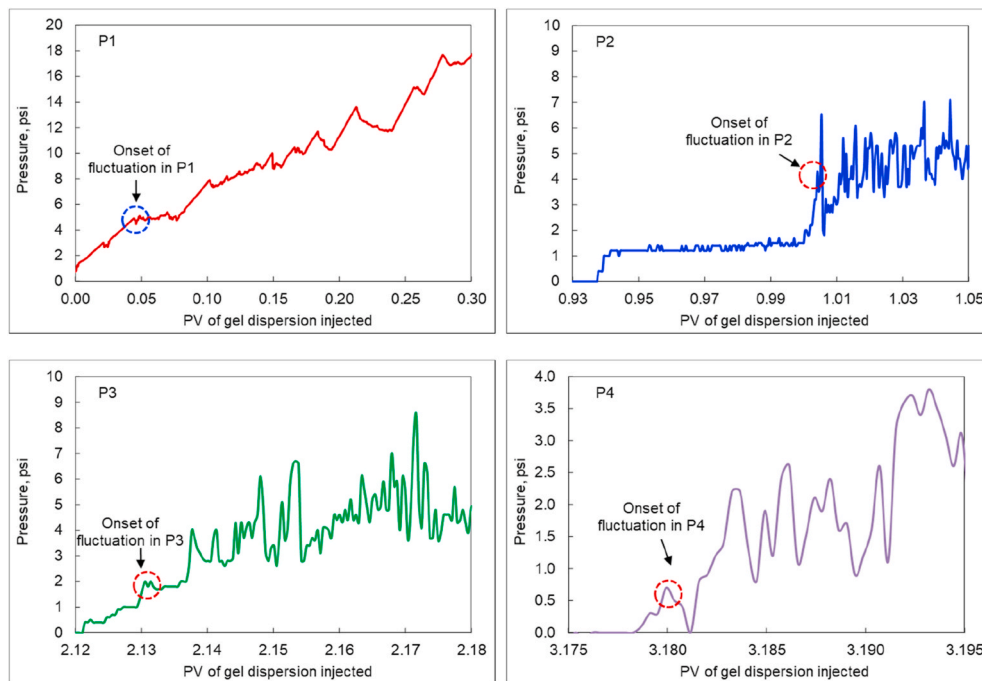 P1
20
18
16
14
12
10
8
6
4
2
0
Pressure, psi
Onset of
fluctuation in P1
0.00 0.05 0.10 0.15 0.20 0.25 0.30
PV of gel dispersion injected
P2
10
9
8
7
6
5
4
3
2
1
0
Pressure, psi
Onset of
fluctuation in P2
0.93 0.95 0.97 0.99 1.01 1.03 1.05
PV of gel dispersion injected
P3
10
9
8
7
6
5
4
3
2
1
0
Pressure, psi
Onset of
fluctuation in P3
2.12 2.13 2.14 2.15 2.16 2.17 2.18
PV of gel dispersion injected
P4
4.0
3.5
3.0
2.5
2.0
1.5
1.0
0.5
0.0
Pressure, psi
Onset of
fluctuation in P4
3.175 3.180 3.185 3.190 3.195
PV of gel dispersion injected